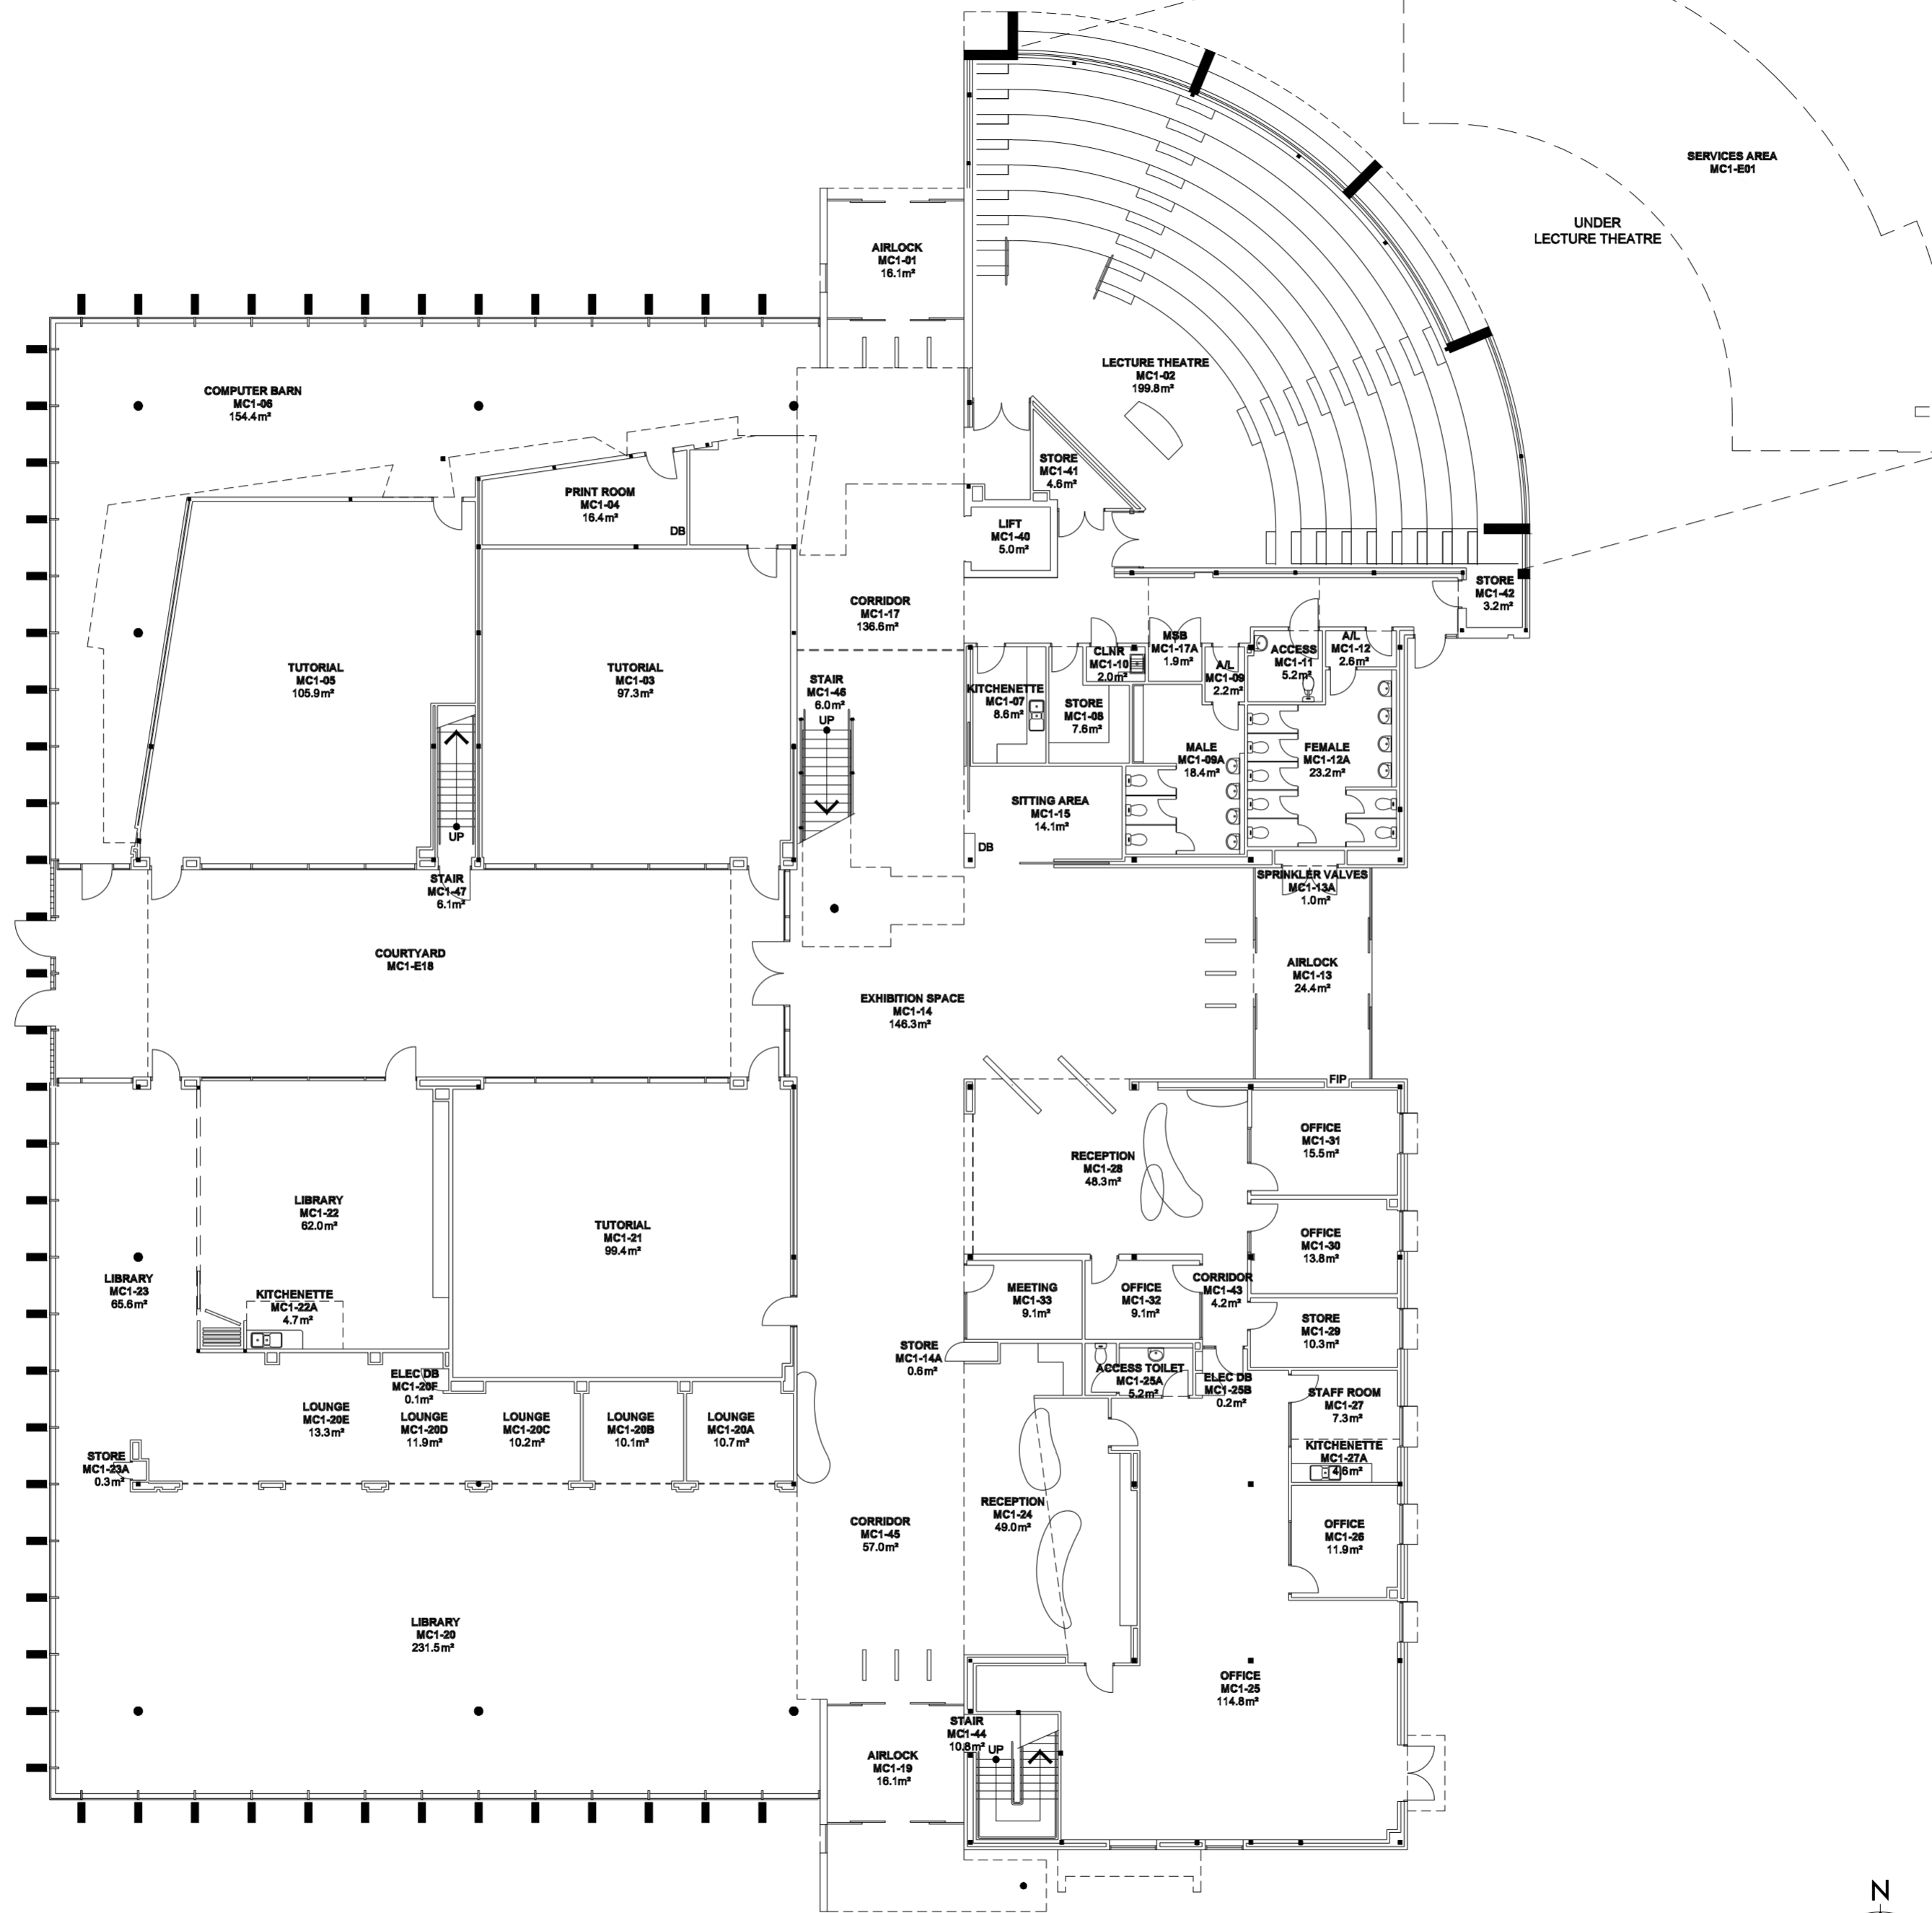 SERVICES AREA
MC1-E01
UNDER
LECTURE THEATRE
AIRLOCK
MC1-01
16.1m²
LECTURE THEATRE
MC1-02
199.8m²
COMPUTER BARN
MC1-06
154.4m²
STORE
MC1-41
4.6m²
PRINT ROOM
MC1-04
16.4m²
DB
LIFT
MC1-40
5.0m²
STORE
MC1-42
3.2m²
CORRIDOR
MC1-17
136.6m²
TUTORIAL
MC1-05
105.9m²
TUTORIAL
MC1-03
97.3m²
STAIR
MC1-46
6.0m²
UP
KITCHENETTE
MC1-07
8.6m²
CLNR
MC1-10
2.0m²
STORE
MC1-08
7.6m²
MSB
MC1-17A
1.9m²
A/L
MC1-09
2.2m²
ACCESS
MC1-11
5.2m²
A/L
MC1-12
2.6m²
MALE
MC1-09A
18.4m²
FEMALE
MC1-12A
23.2m²
SITTING AREA
MC1-15
14.1m²
DB
UP
STAIR
MC1-47
6.1m²
SPRINKLER VALVES
MC1-13A
1.0m²
COURTYARD
MC1-E18
AIRLOCK
MC1-13
24.4m²
EXHIBITION SPACE
MC1-14
146.3m²
FIP
OFFICE
MC1-31
15.5m²
RECEPTION
MC1-28
48.3m²
LIBRARY
MC1-22
62.0m²
TUTORIAL
MC1-21
99.4m²
OFFICE
MC1-30
13.8m²
LIBRARY
MC1-23
65.6m²
KITCHENETTE
MC1-22A
4.7m²
MEETING
MC1-33
9.1m²
OFFICE
MC1-32
9.1m²
CORRIDOR
MC1-43
4.2m²
STORE
MC1-29
10.3m²
STORE
MC1-14A
0.6m²
ACCESS TOILET
MC1-25A
5.2m²
ELEC DB
MC1-25B
0.2m²
ELEC DB
MC1-20F
0.1m²
STAFF ROOM
MC1-27
7.3m²
LOUNGE
MC1-20E
13.3m²
LOUNGE
MC1-20D
11.9m²
LOUNGE
MC1-20C
10.2m²
LOUNGE
MC1-20B
10.1m²
LOUNGE
MC1-20A
10.7m²
KITCHENETTE
MC1-27A
4.6m²
STORE
MC1-23A
0.3m²
RECEPTION
MC1-24
49.0m²
CORRIDOR
MC1-45
57.0m²
OFFICE
MC1-26
11.9m²
LIBRARY
MC1-20
231.5m²
OFFICE
MC1-25
114.8m²
STAIR
MC1-44
10.8m²
UP
AIRLOCK
MC1-19
16.1m²
N